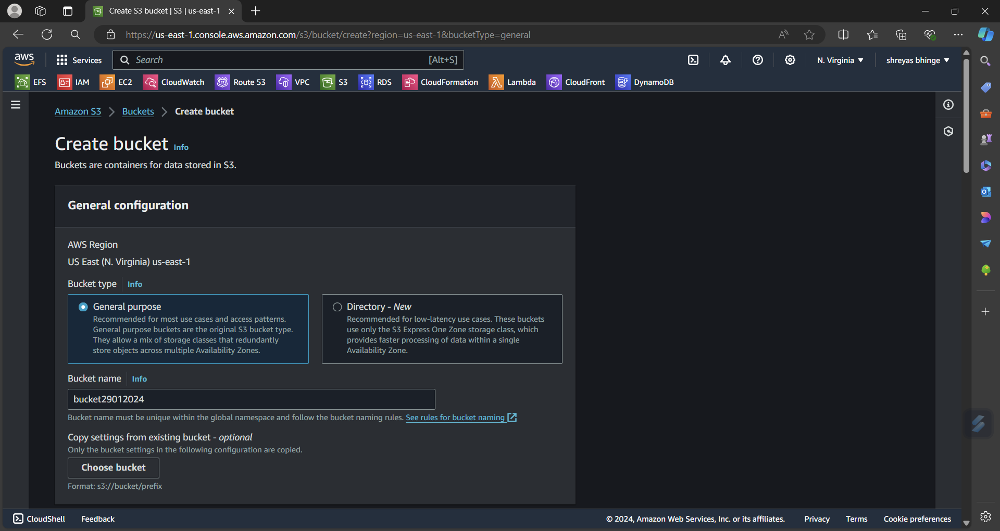 Create S3 bucket | S3 | us-east-1
https://us-east-1.console.aws.amazon.com/s3/bucket/create?region=us-east-1&bucketType=general
aws
Services
Search
[Alt+S]
N. Virginia
shreyas bhinge
EFS
IAM
EC2
CloudWatch
Route 53
VPC
S3
RDS
CloudFormation
Lambda
CloudFront
DynamoDB
Amazon S3 > Buckets > Create bucket
Create bucket Info
Buckets are containers for data stored in S3.
General configuration
AWS Region
US East (N. Virginia) us-east-1
Bucket type Info
General purpose
Recommended for most use cases and access patterns.
General purpose buckets are the original S3 bucket type.
They allow a mix of storage classes that redundantly
store objects across multiple Availability Zones.
Directory - New
Recommended for low-latency use cases. These buckets
use only the S3 Express One Zone storage class, which
provides faster processing of data within a single
Availability Zone.
Bucket name Info
bucket29012024
Bucket name must be unique within the global namespace and follow the bucket naming rules. See rules for bucket naming
Copy settings from existing bucket - optional
Only the bucket settings in the following configuration are copied.
Choose bucket
Format: s3://bucket/prefix
CloudShell
Feedback
© 2024, Amazon Web Services, Inc. or its affiliates.
Privacy
Terms
Cookie preferences